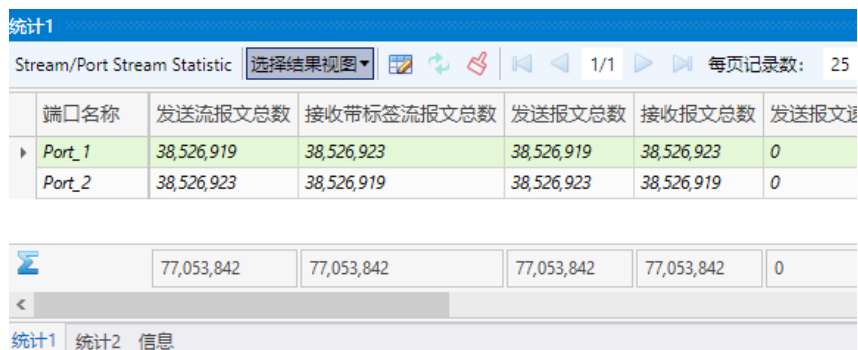 统计1
Stream/Port Stream Statistic 选择结果视图 1/1 每页记录数: 25
端口名称 发送流报文总数 接收带标签流报文总数 发送报文总数 接收报文总数 发送报文
Port_1 38,526,919 38,526,923 38,526,919 38,526,923 0
Port_2 38,526,923 38,526,919 38,526,923 38,526,919 0
77,053,842 77,053,842 77,053,842 77,053,842 0
统计1 统计2 信息